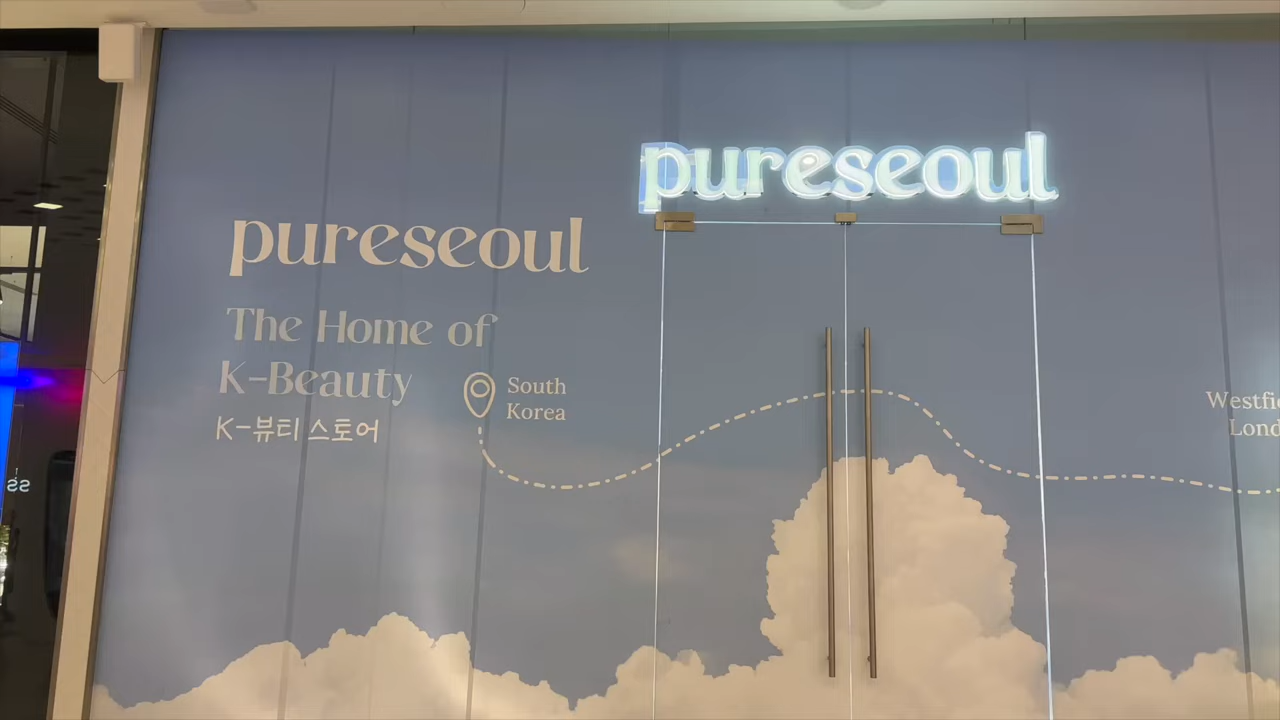 pureseoul
pureseoul
The Home of
K-Beauty
K-뷰티 스토어
South
Korea